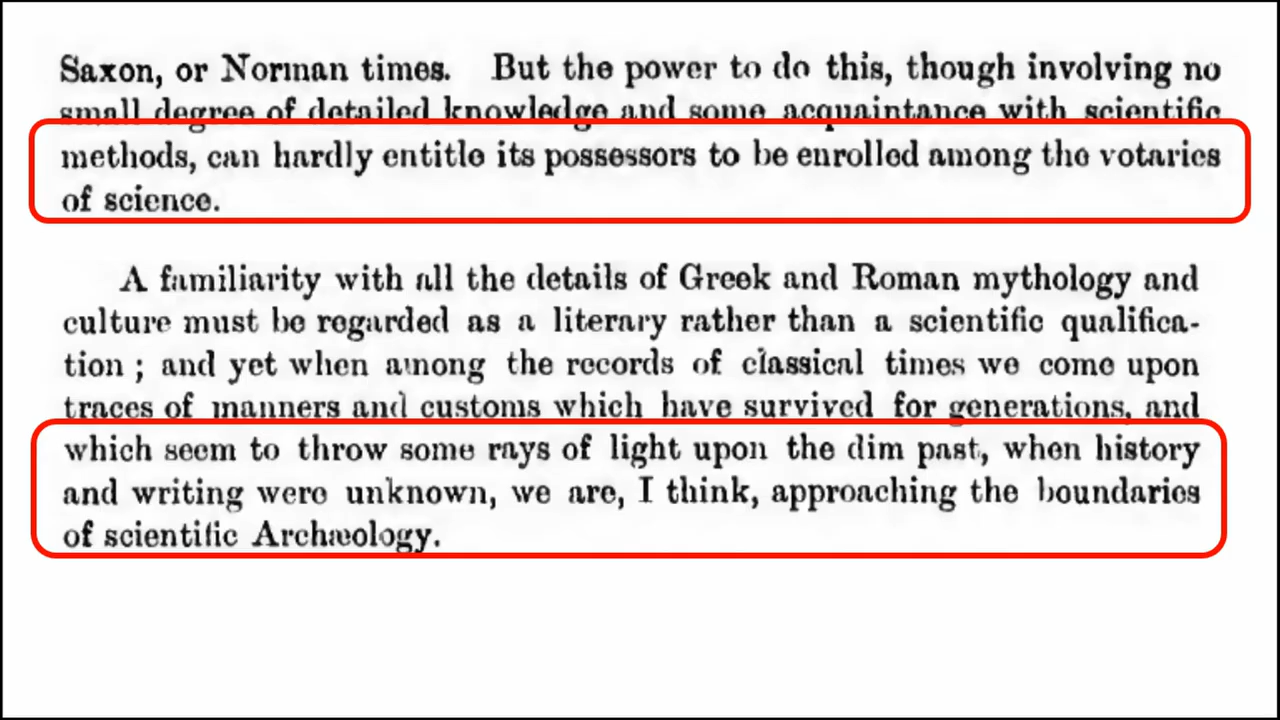 Saxon, or Norman times. But the power to do this, though involving no
small degree of detailed knowledge and some acquaintance with scientific
methods, can hardly entitle its possessors to be enrolled among the votaries
of science.
A familiarity with all the details of Greek and Roman mythology and
culture must be regarded as a literary rather than a scientific qualifica-
tion ; and yet when among the records of classical times we come upon
traces of manners and customs which have survived for generations, and
which seem to throw some rays of light upon the dim past, when history
and writing were unknown, we are, I think, approaching the boundaries
of scientific Archæology.